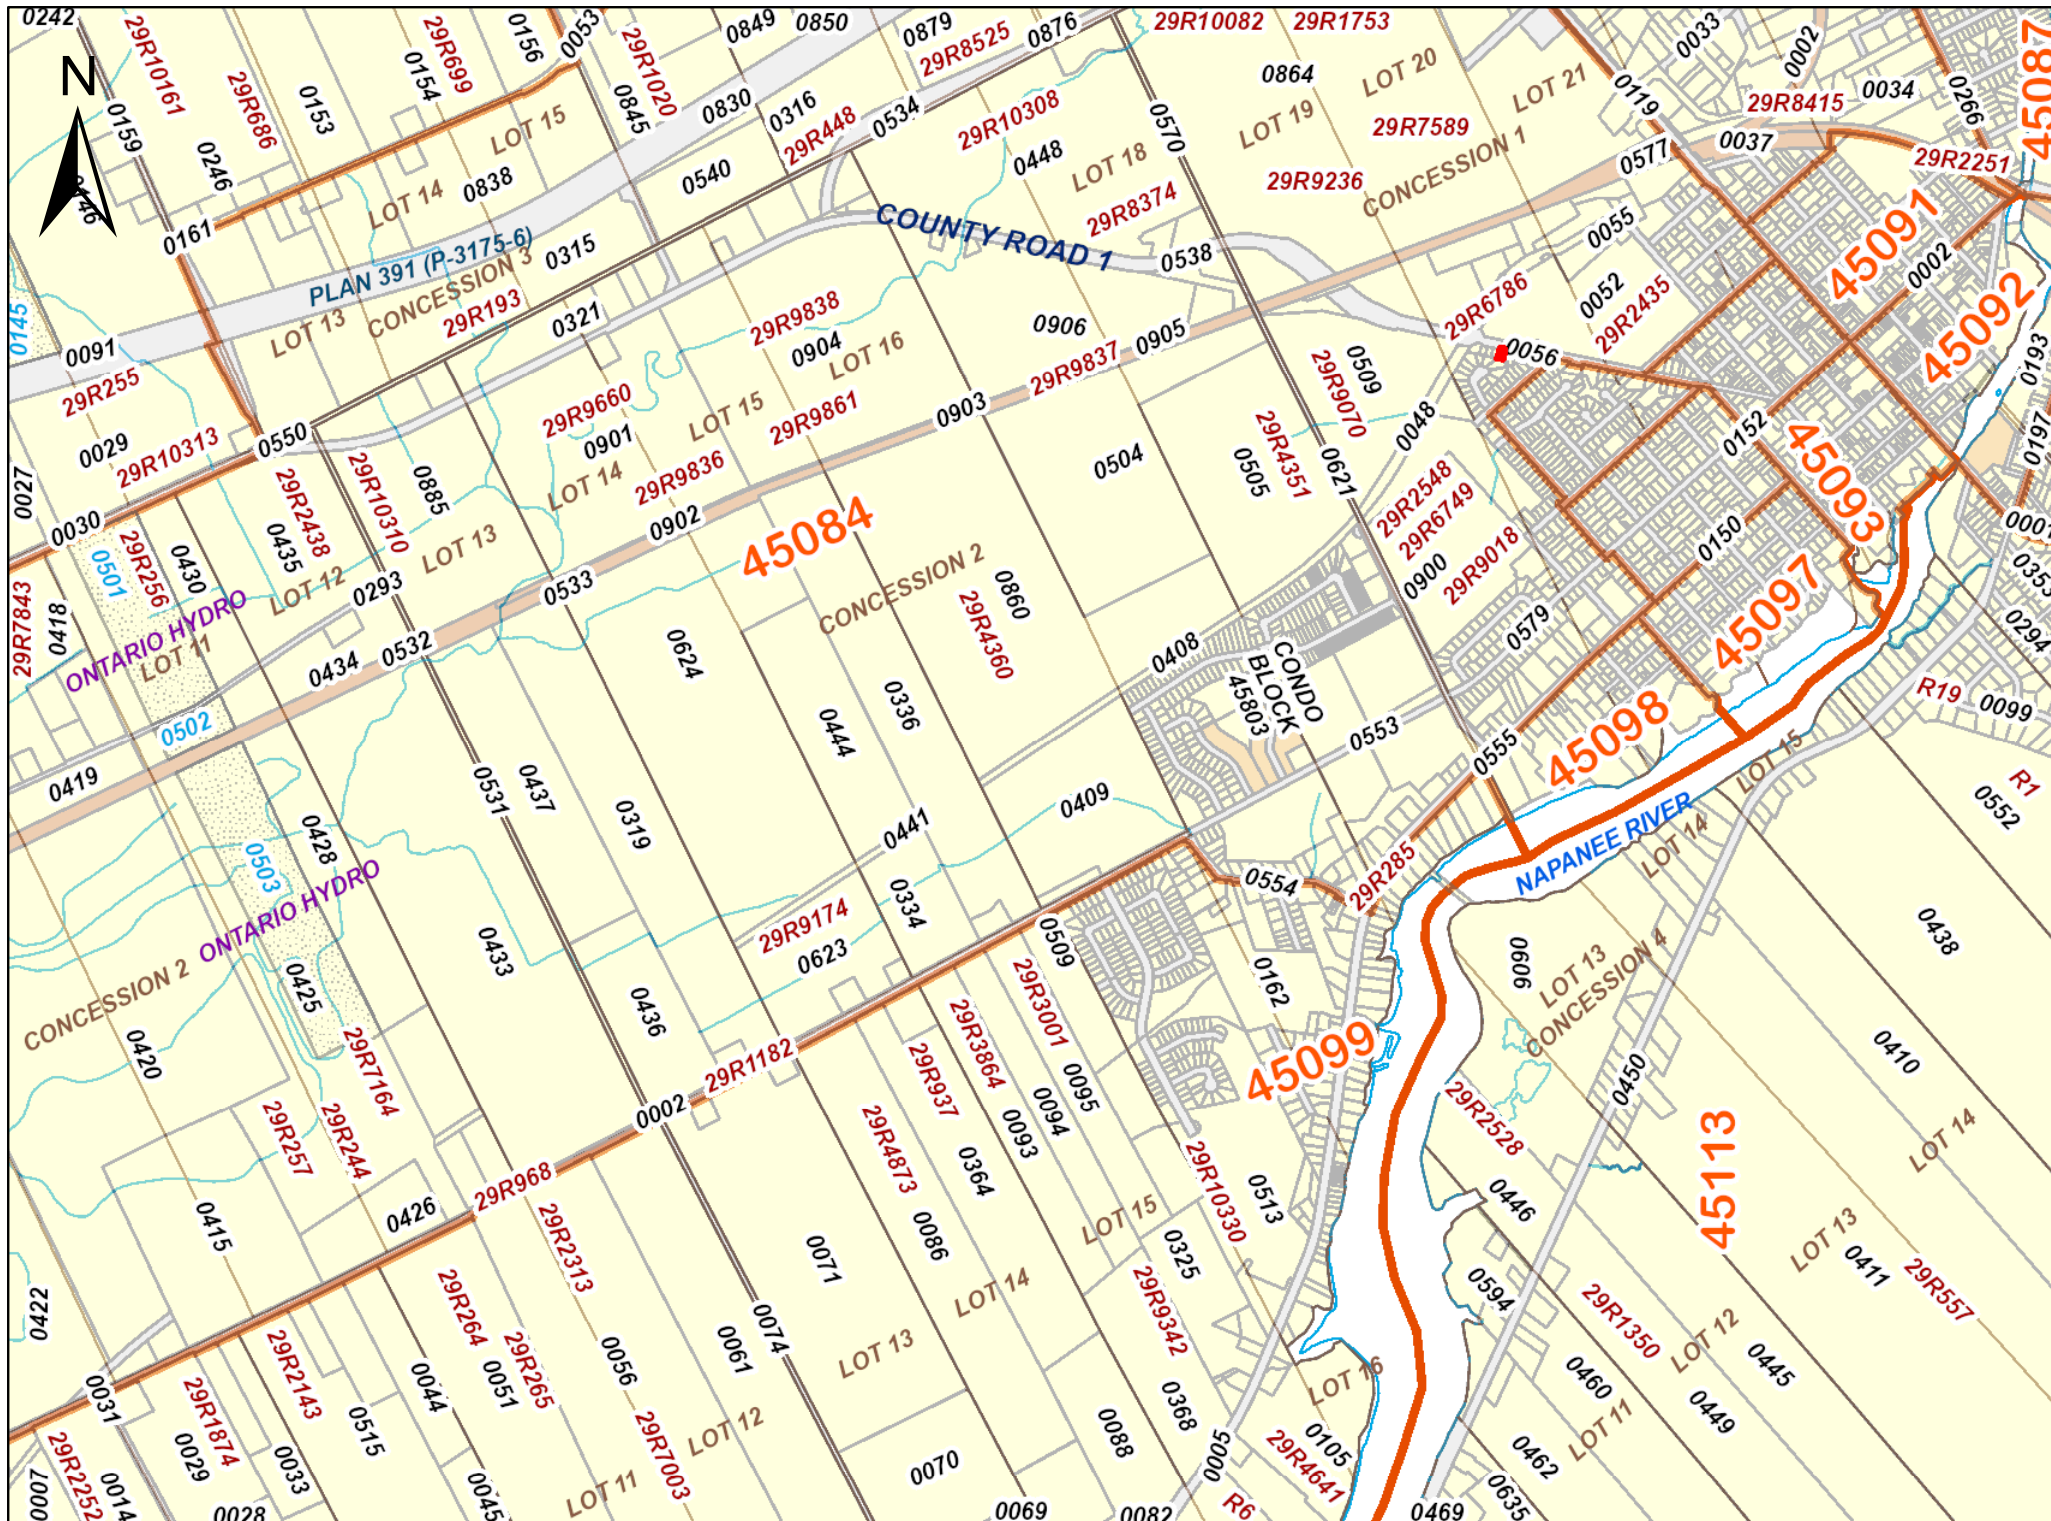 0242
29R10161
29R699
0156
0053
0849
0850
0879
0876
29R10082
29R1753
0033
0002
45087
N
29R686
0154
29R1020
29R8525
0864
LOT 20
LOT 21
0119
29R8415
0034
0266
0159
0153
0845
0830
0316
0534
29R10308
0570
LOT 19
29R7589
0577
0037
0246
LOT 15
29R448
0448
LOT 18
CONCESSION 1
29R2251
0146
LOT 14
0838
0540
29R8374
29R9236
0161
COUNTY ROAD 1
0055
45091
0002
PLAN 391 (P-3175-6)
CONCESSION 3
0315
0538
0145
LOT 13
29R193
0321
29R9838
29R6786
0052
29R2435
45092
0091
0904
LOT 16
0906
0905
0056
0193
29R255
29R9837
0509
29R9070
29R9660
0901
LOT 15
29R9861
0903
0048
0152
0197
0029
29R10313
0550
29R4351
0621
45093
0027
29R2438
29R10310
0885
LOT 14
29R9836
0504
0505
29R2548
29R6749
29R9018
0030
0435
0902
45084
0150
0001
0501
29R256
0430
LOT 13
CONCESSION 2
0353
29R7843
0418
LOT 12
0293
0533
0860
29R4360
0900
45097
ONTARIO HYDRO
LOT 11
0434
0532
0624
0408
CONDO
BLOCK
45803
0579
0294
0502
0336
0444
R19
0099
0419
0531
0437
0553
0555
45098
LOT 15
R1
0552
0428
0319
0441
0409
NAPANEE RIVER
LOT 14
0503
ONTARIO HYDRO
0334
0554
29R285
29R9174
0623
0433
0509
0438
CONCESSION 2
0425
0436
29R3001
0162
0606
LOT 13
CONCESSION 4
0420
29R7164
29R1182
29R3864
29R937
0095
0094
0093
45099
0410
0450
29R257
29R244
0002
29R4873
0364
29R2528
45113
LOT 14
0415
0426
29R968
29R2313
0086
LOT 15
29R10330
0513
0446
LOT 13
0071
0325
0411
29R557
0422
29R264
29R265
LOT 14
29R9342
0594
29R1350
LOT 12
29R2143
0056
0061
0074
LOT 13
LOT 16
0460
0445
0031
29R1874
0044
0051
0368
0449
0515
29R7003
LOT 12
0088
0105
LOT 11
29R2252
0029
0033
0070
0005
29R4641
0462
0007
0014
0028
0045
LOT 11
0069
0082
R6
0469
0635